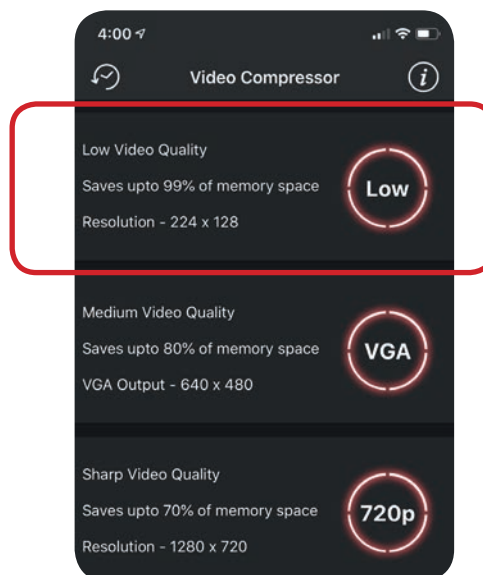 4:00
Video Compressor
i
Low Video Quality
Saves upto 99% of memory space
Resolution - 224 x 128
Low
Medium Video Quality
Saves upto 80% of memory space
VGA Output - 640 x 480
VGA
Sharp Video Quality
Saves upto 70% of memory space
Resolution - 1280 x 720
720p